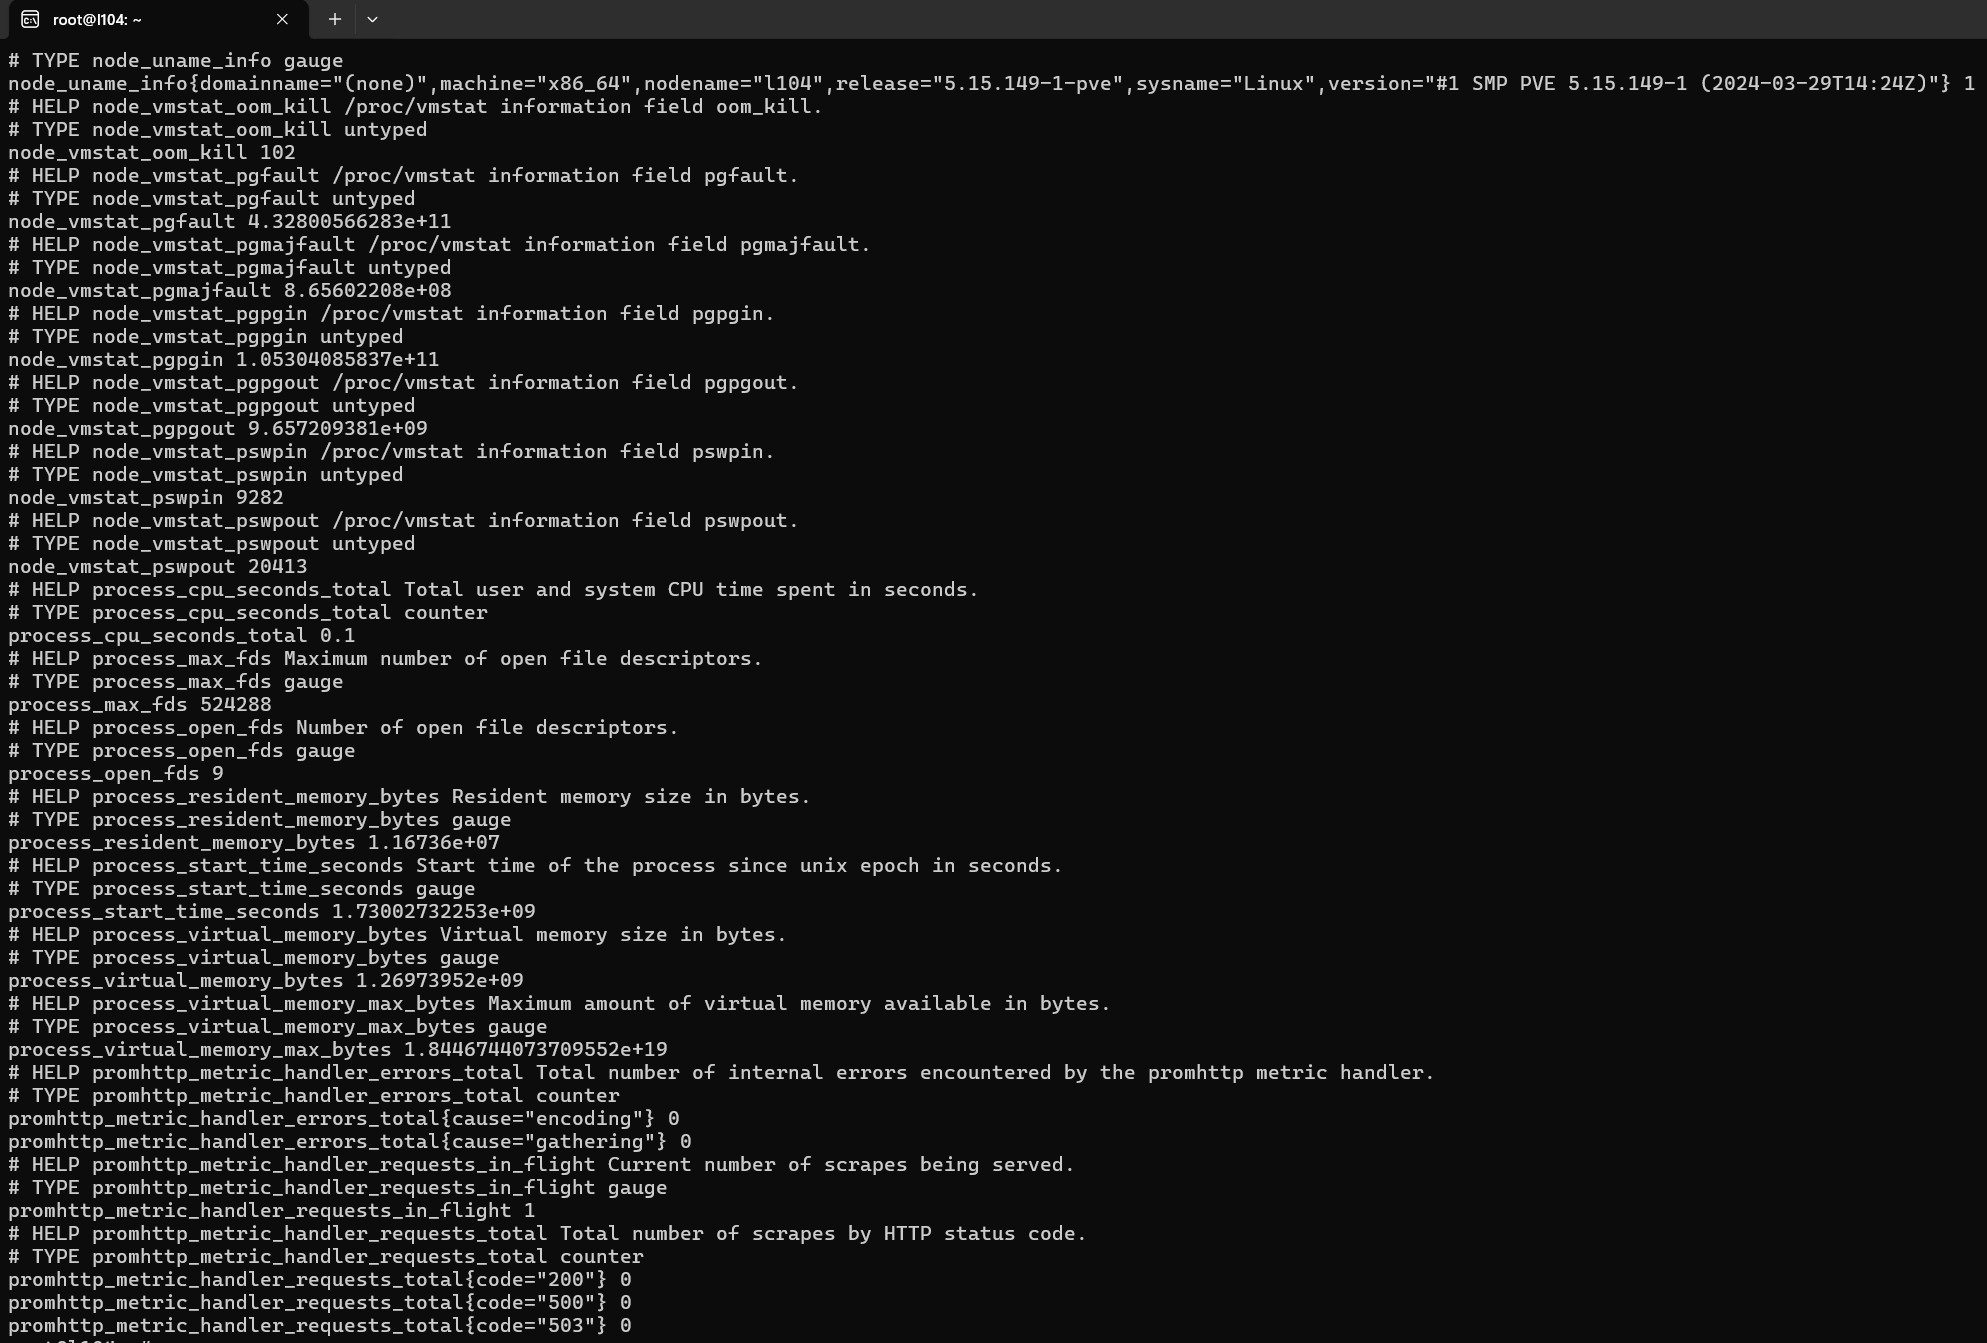 root@l104: ~
# TYPE node_uname_info gauge
node_uname_info{domainname="(none)",machine="x86_64",nodename="l104",release="5.15.149-1-pve",sysname="Linux",version="#1 SMP PVE 5.15.149-1 (2024-03-29T14:24Z)"} 1
# HELP node_vmstat_oom_kill /proc/vmstat information field oom_kill.
# TYPE node_vmstat_oom_kill untyped
node_vmstat_oom_kill 102
# HELP node_vmstat_pgfault /proc/vmstat information field pgfault.
# TYPE node_vmstat_pgfault untyped
node_vmstat_pgfault 4.32800566283e+11
# HELP node_vmstat_pgmajfault /proc/vmstat information field pgmajfault.
# TYPE node_vmstat_pgmajfault untyped
node_vmstat_pgmajfault 8.65602208e+08
# HELP node_vmstat_pgpgin /proc/vmstat information field pgpgin.
# TYPE node_vmstat_pgpgin untyped
node_vmstat_pgpgin 1.05304085837e+11
# HELP node_vmstat_pgpgout /proc/vmstat information field pgpgout.
# TYPE node_vmstat_pgpgout untyped
node_vmstat_pgpgout 9.657209381e+09
# HELP node_vmstat_pswpin /proc/vmstat information field pswpin.
# TYPE node_vmstat_pswpin untyped
node_vmstat_pswpin 9282
# HELP node_vmstat_pswpout /proc/vmstat information field pswpout.
# TYPE node_vmstat_pswpout untyped
node_vmstat_pswpout 20413
# HELP process_cpu_seconds_total Total user and system CPU time spent in seconds.
# TYPE process_cpu_seconds_total counter
process_cpu_seconds_total 0.1
# HELP process_max_fds Maximum number of open file descriptors.
# TYPE process_max_fds gauge
process_max_fds 524288
# HELP process_open_fds Number of open file descriptors.
# TYPE process_open_fds gauge
process_open_fds 9
# HELP process_resident_memory_bytes Resident memory size in bytes.
# TYPE process_resident_memory_bytes gauge
process_resident_memory_bytes 1.16736e+07
# HELP process_start_time_seconds Start time of the process since unix epoch in seconds.
# TYPE process_start_time_seconds gauge
process_start_time_seconds 1.73002732253e+09
# HELP process_virtual_memory_bytes Virtual memory size in bytes.
# TYPE process_virtual_memory_bytes gauge
process_virtual_memory_bytes 1.26973952e+09
# HELP process_virtual_memory_max_bytes Maximum amount of virtual memory available in bytes.
# TYPE process_virtual_memory_max_bytes gauge
process_virtual_memory_max_bytes 1.8446744073709552e+19
# HELP promhttp_metric_handler_errors_total Total number of internal errors encountered by the promhttp metric handler.
# TYPE promhttp_metric_handler_errors_total counter
promhttp_metric_handler_errors_total{cause="encoding"} 0
promhttp_metric_handler_errors_total{cause="gathering"} 0
# HELP promhttp_metric_handler_requests_in_flight Current number of scrapes being served.
# TYPE promhttp_metric_handler_requests_in_flight gauge
promhttp_metric_handler_requests_in_flight 1
# HELP promhttp_metric_handler_requests_total Total number of scrapes by HTTP status code.
# TYPE promhttp_metric_handler_requests_total counter
promhttp_metric_handler_requests_total{code="200"} 0
promhttp_metric_handler_requests_total{code="500"} 0
promhttp_metric_handler_requests_total{code="503"} 0